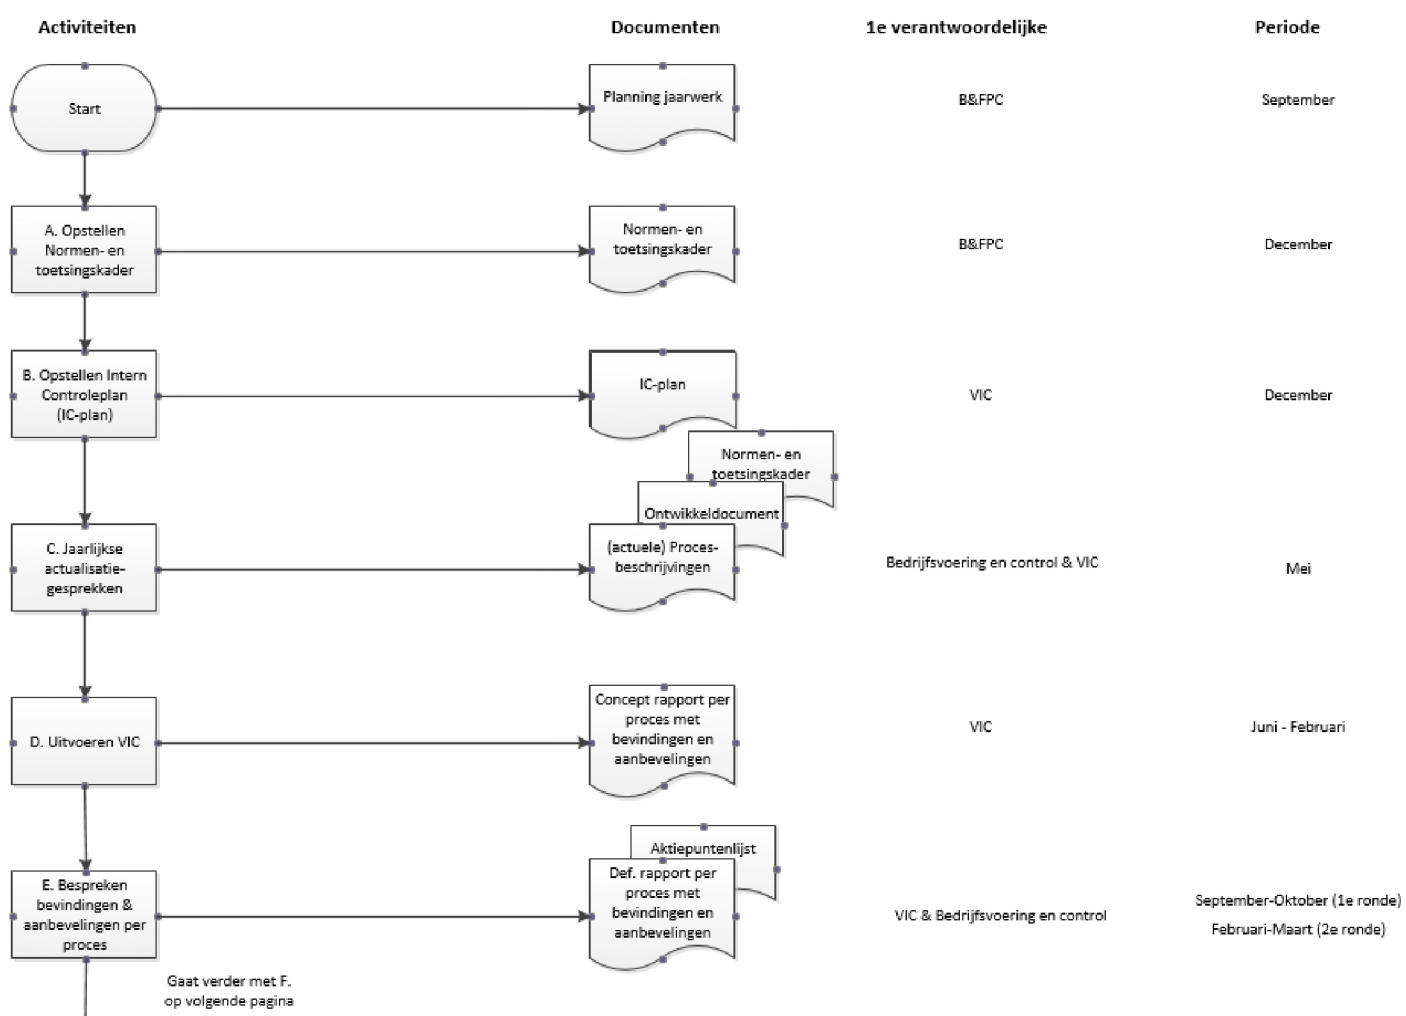 Activiteiten
Documenten
1e verantwoordelijke
Periode
Start
Planning jaarwerk
B&FPC
September
A. Opstellen
Normen- en
toetsingskader
Normen- en
toetsingskader
B&FPC
December
B. Opstellen Intern
Controleplan
(IC-plan)
IC-plan
VIC
December
Normen- en
toetsingskader
Ontwikkeldocument
C. Jaarlijkse
actualisatie-
gesprekken
(actuele) Proces-
beschrijvingen
Bedrijfsvoering en control & VIC
Mei
D. Uitvoeren VIC
Concept rapport per
proces met
bevindingen en
aanbevelingen
VIC
Juni - Februari
Aktiepuntenlijst
E. Bespreken
bevindingen &
aanbevelingen per
proces
Def. rapport per
proces met
bevindingen en
aanbevelingen
VIC & Bedrijfsvoering en control
September-Oktober (1e ronde)
Februari-Maart (2e ronde)
Gaat verder met F.
op volgende pagina